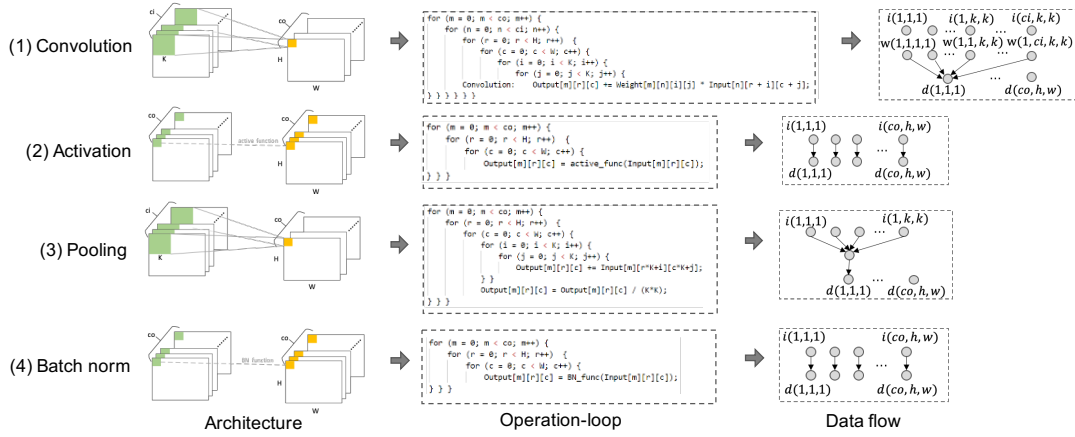 (1) Convolution
ci
K
co
H
W
for (m = 0; m < co; m++) {
for (n = 0; n < ci; n++) {
for (r = 0; r < H; r++) {
for (c = 0; c < W; c++) {
for (i = 0; i < K; i++) {
for (j = 0; j < K; j++) {
Convolution: Output[m][r][c] += Weight[m][n][i][j] * Input[n][r + i][c + j];
} } } } } }
i(1,1,1) i(1,k,k) i(ci,k,k)
... ...
w(1,1,1,1) w(1,1,k,k) w(1,ci,k,k)
... ...
...
d(1,1,1) d(co,h,w)
(2) Activation
co
active function
co
H
W
for (m = 0; m < co; m++) {
for (r = 0; r < H; r++) {
for (c = 0; c < W; c++) {
Output[m][r][c] = active_func(Input[m][r][c]);
} } }
i(1,1,1) i(co,h,w)
...
d(1,1,1) d(co,h,w)
(3) Pooling
ci
K
co
H
W
for (m = 0; m < co; m++) {
for (r = 0; r < H; r++) {
for (c = 0; c < W; c++) {
for (i = 0; i < K; i++) {
for (j = 0; j < K; j++) {
Output[m][r][c] += Input[m][r*K+i][c*K+j];
} }
Output[m][r][c] = Output[m][r][c] / (K*K);
} } }
i(1,1,1) i(1,k,k)
...
...
d(1,1,1) d(co,h,w)
(4) Batch norm
co
BN function
co
H
W
for (m = 0; m < co; m++) {
for (r = 0; r < H; r++) {
for (c = 0; c < W; c++) {
Output[m][r][c] = BN_func(Input[m][r][c]);
} } }
i(1,1,1) i(co,h,w)
...
d(1,1,1) d(co,h,w)
Architecture
Operation-loop
Data flow